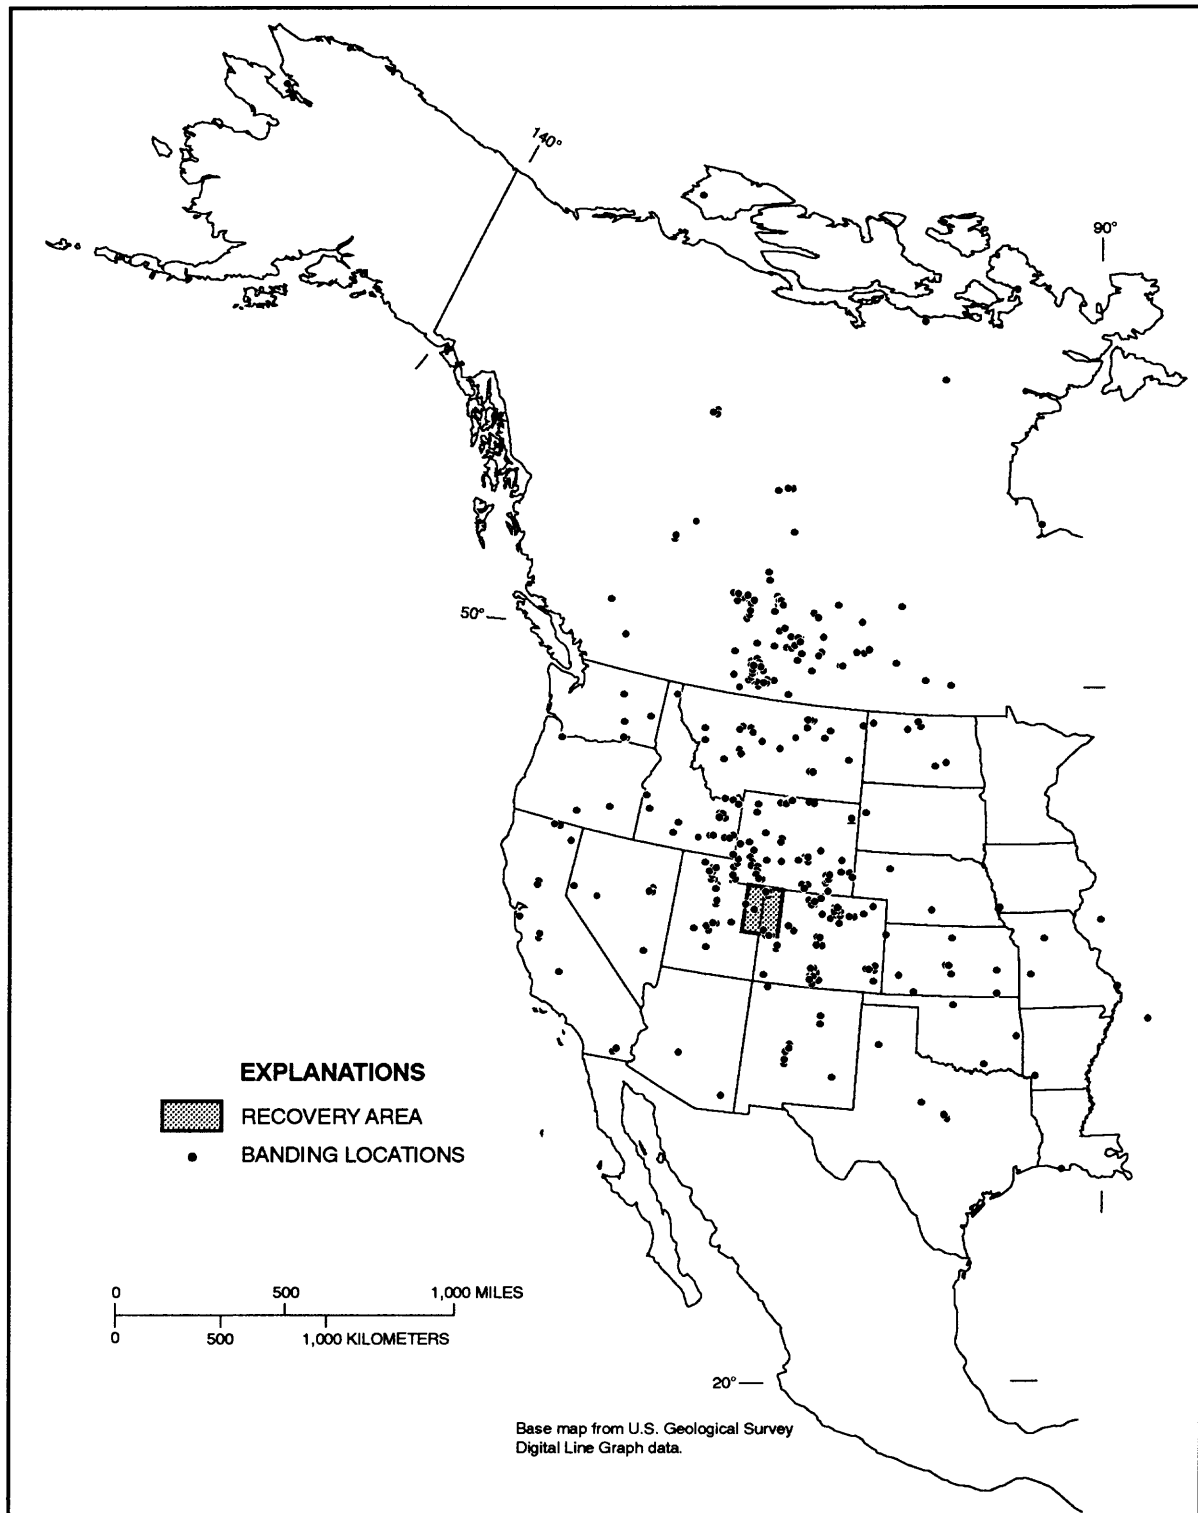 140°
90°
50°
EXPLANATIONS
RECOVERY AREA
BANDING LOCATIONS
0 500 1,000 MILES
0 500 1,000 KILOMETERS
20°
Base map from U.S. Geological Survey
Digital Line Graph data.